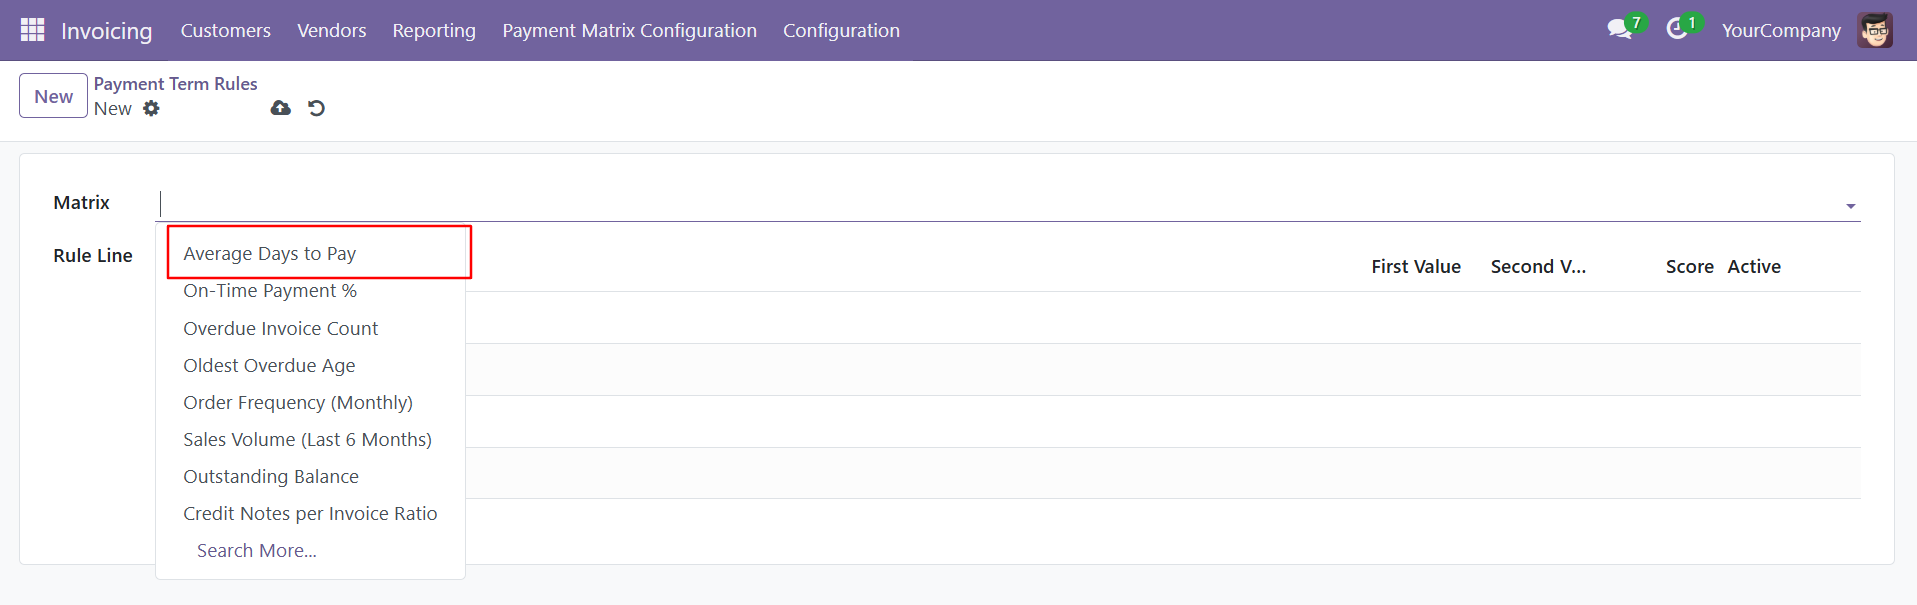 Invoicing Customers Vendors Reporting Payment Matrix Configuration Configuration 7 1 YourCompany
New Payment Term Rules
New
Matrix
Average Days to Pay
Rule Line First Value Second V... Score Active
On-Time Payment %
Overdue Invoice Count
Oldest Overdue Age
Order Frequency (Monthly)
Sales Volume (Last 6 Months)
Outstanding Balance
Credit Notes per Invoice Ratio
Search More...